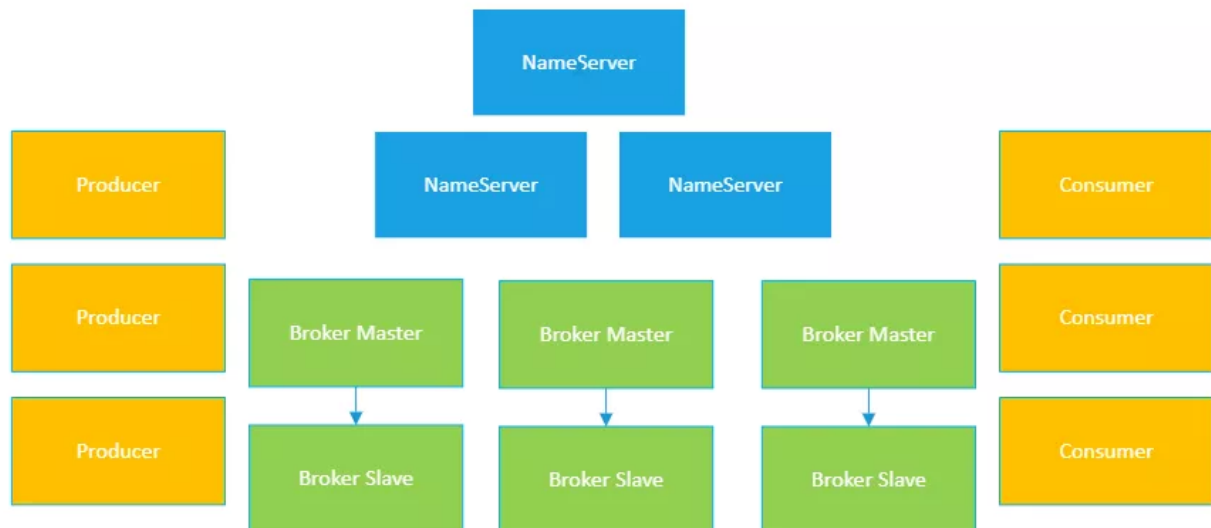 NameServer
NameServer
NameServer
Producer
Consumer
Producer
Broker Master
Broker Master
Broker Master
Consumer
Producer
Broker Slave
Broker Slave
Broker Slave
Consumer